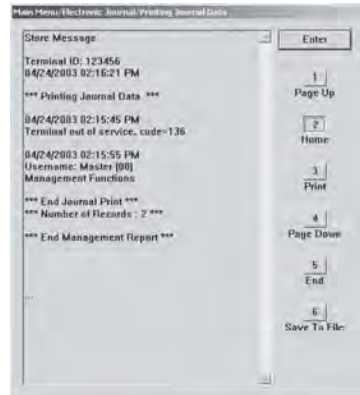 Main Menu/Electronic Journal/Printing Journal Data
Store Message
Terminal ID: 123456
04/24/2003 02:16:21 PM
*** Printing Journal Data ***
04/24/2003 02:15:45 PM
Terminal out of service, code=136
04/24/2003 02:15:55 PM
Username: Master [00]
Management Functions
*** End Journal Print ***
*** Number of Records : 2 ***
*** End Management Report ***
...
Enter
1
Page Up
2
Home
3
Print
4
Page Down
5
End
6
Save To File